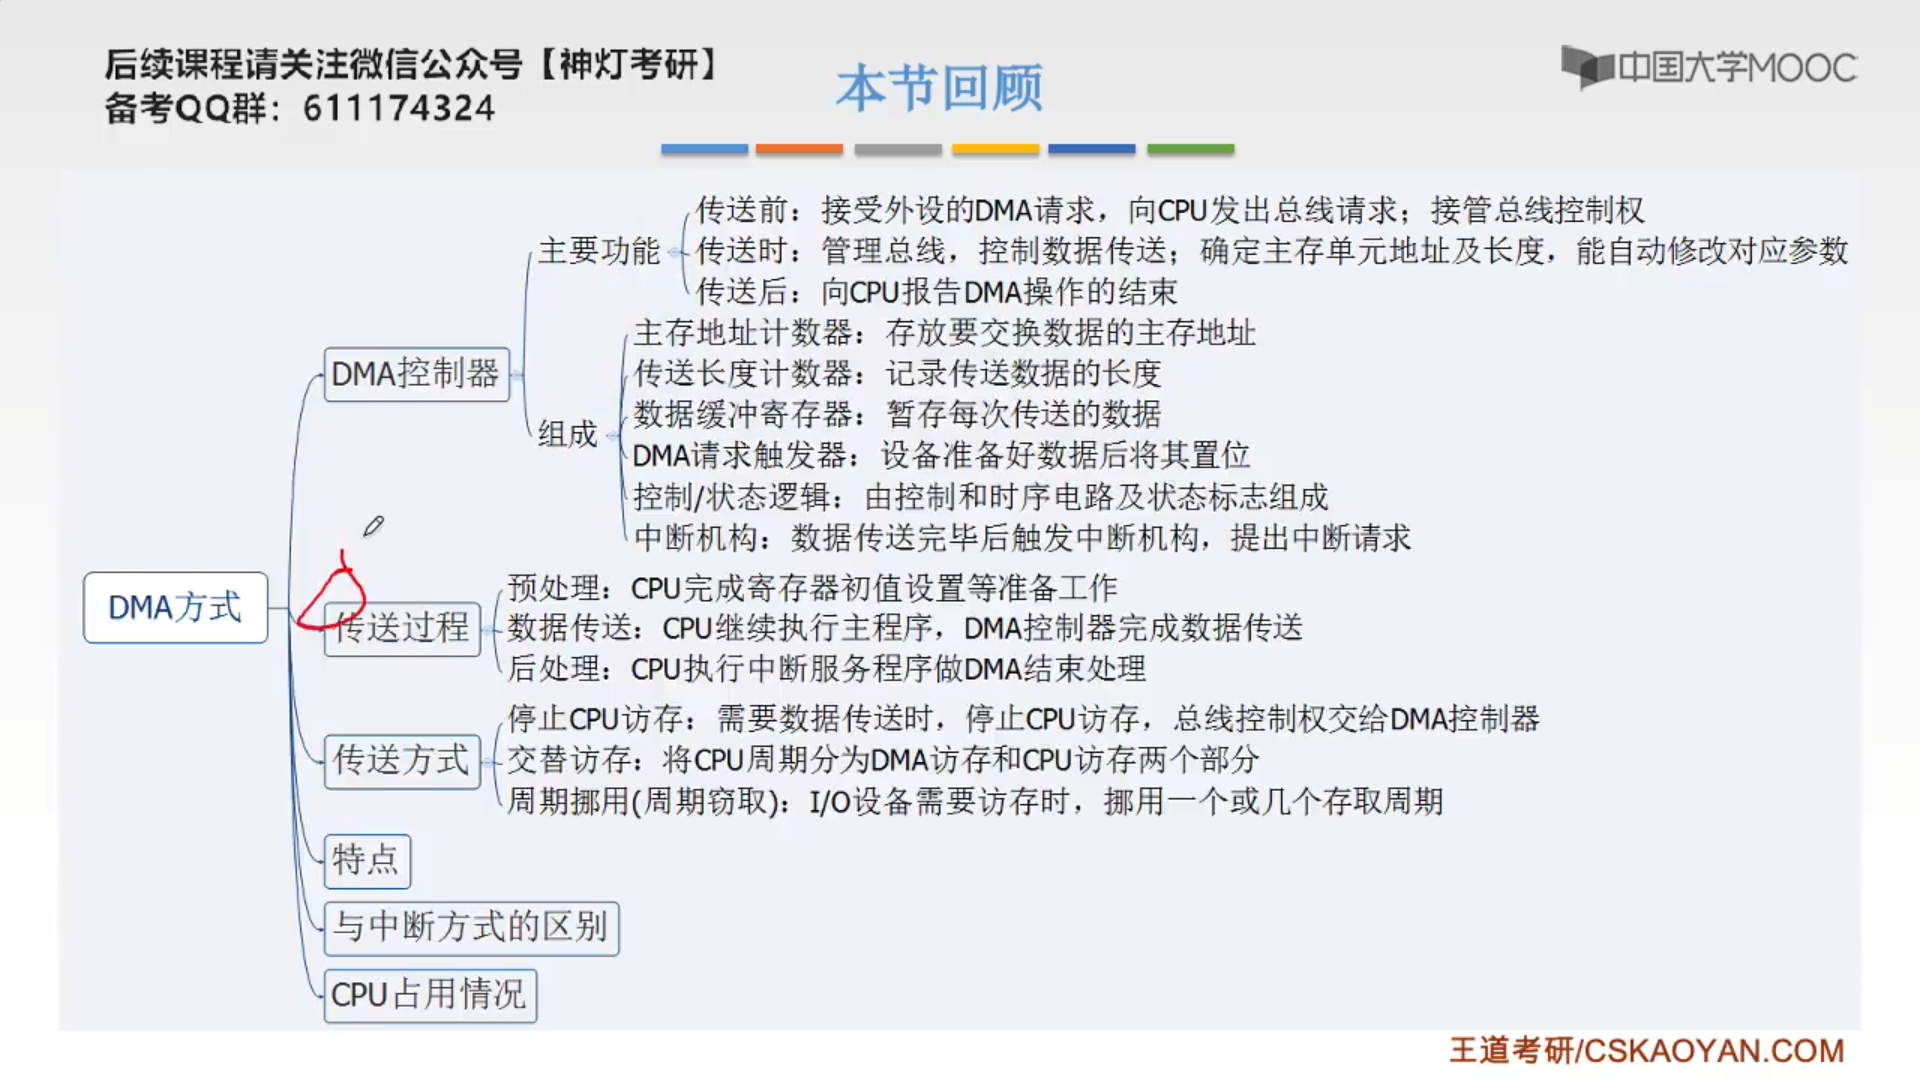 后续课程请关注微信公众号【神灯考研】
备考QQ群：611174324
本节回顾
中国大学MOOC
DMA方式
DMA控制器
主要功能
传送前：接受外设的DMA请求，向CPU发出总线请求；接管总线控制权
传送时：管理总线，控制数据传送；确定主存单元地址及长度，能自动修改对应参数
传送后：向CPU报告DMA操作的结束
组成
主存地址计数器：存放要交换数据的主存地址
传送长度计数器：记录传送数据的长度
数据缓冲寄存器：暂存每次传送的数据
DMA请求触发器：设备准备好数据后将其置位
控制/状态逻辑：由控制和时序电路及状态标志组成
中断机构：数据传送完毕后触发中断机构，提出中断请求
传送过程
预处理：CPU完成寄存器初值设置等准备工作
数据传送：CPU继续执行主程序，DMA控制器完成数据传送
后处理：CPU执行中断服务程序做DMA结束处理
传送方式
停止CPU访存：需要数据传送时，停止CPU访存，总线控制权交给DMA控制器
交替访存：将CPU周期分为DMA访存和CPU访存两个部分
周期挪用(周期窃取)：I/O设备需要访存时，挪用一个或几个存取周期
特点
与中断方式的区别
CPU占用情况
王道考研/CSKAOYAN.COM